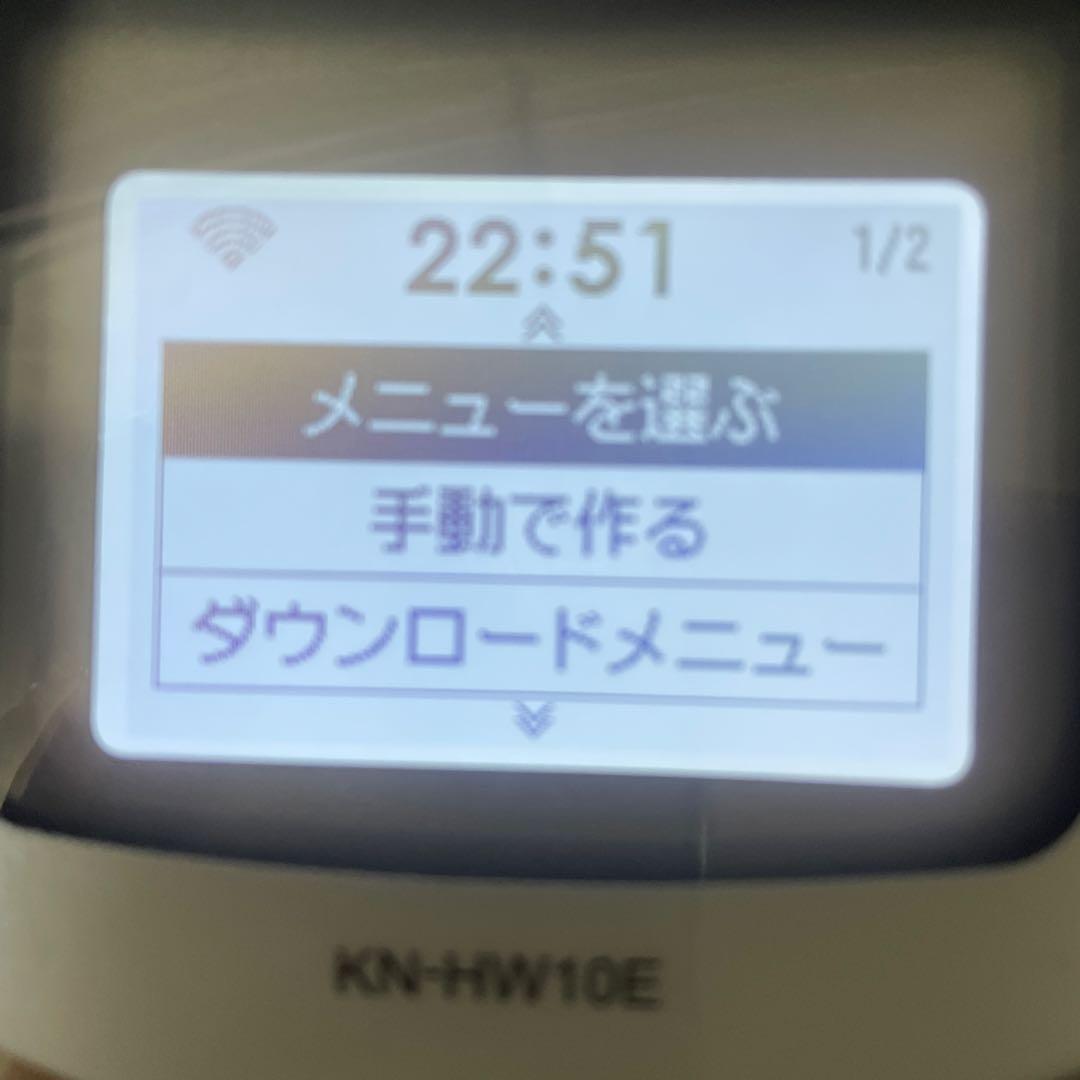 22:51
1/2
メニューを選ぶ
手動で作る
ダウンロードメニュー
KN-HW10E